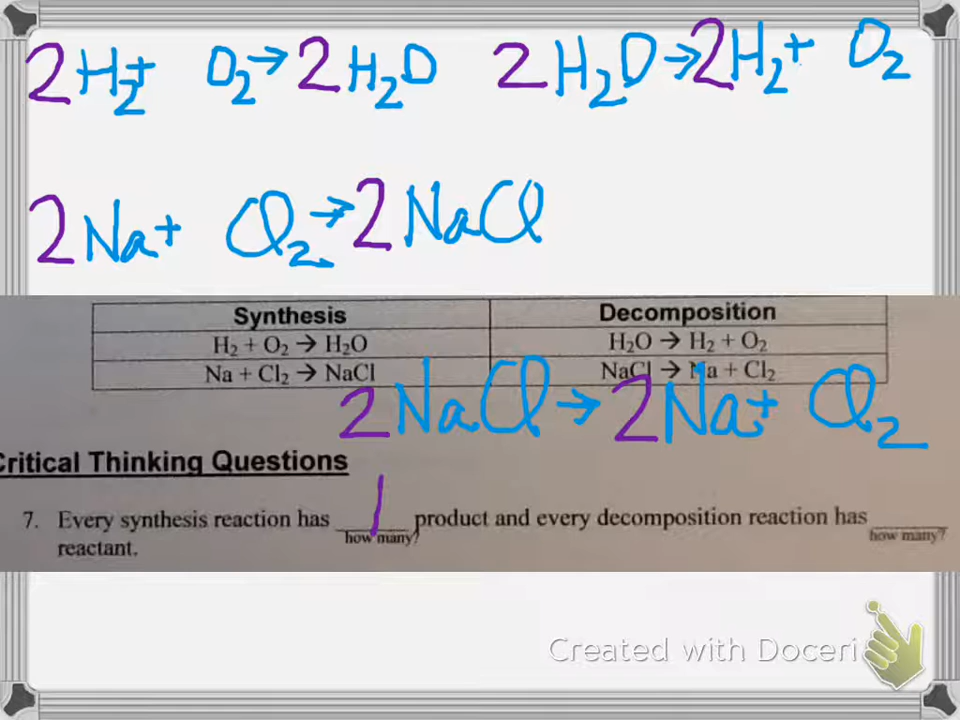 2H₂+ O₂→2H₂O 2H₂O→2H₂+ O₂
2Na+ Cl₂→2NaCl
Synthesis Decomposition
H₂ + O₂ → H₂O H₂O → H₂ + O₂
Na + Cl₂ → NaCl NaCl → Na + Cl₂
2NaCl→2Na+ Cl₂
Critical Thinking Questions
7. Every synthesis reaction has 1 product and every decomposition reaction has ____
how many? how many?
reactant.
Created with Doceri